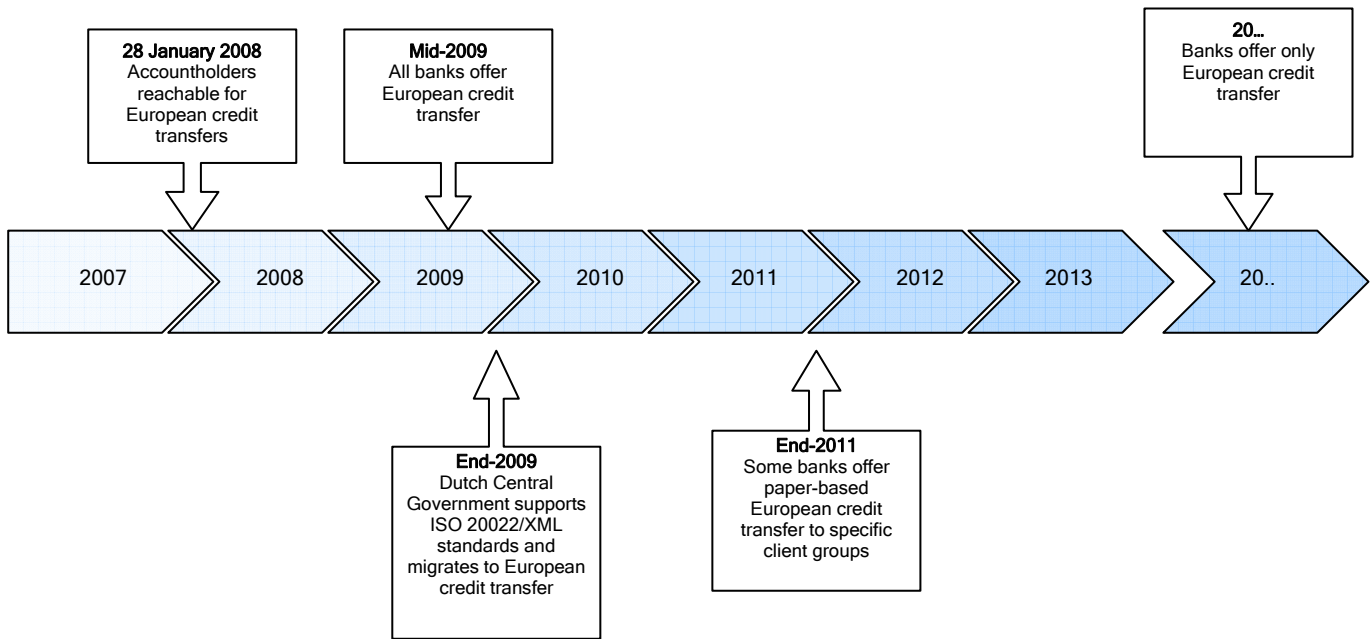 28 January 2008
Accountholders
reachable for
European credit
transfers
Mid-2009
All banks offer
European credit
transfer
20...
Banks offer only
European credit
transfer
2007
2008
2009
2010
2011
2012
2013
20..
End-2009
Dutch Central
Government supports
ISO 20022/XML
standards and
migrates to European
credit transfer
End-2011
Some banks offer
paper-based
European credit
transfer to specific
client groups